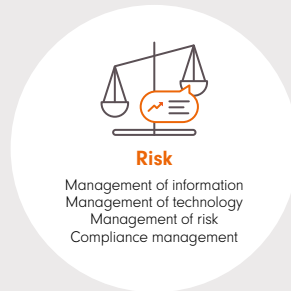 Risk
Management of information
Management of technology
Management of risk
Compliance management